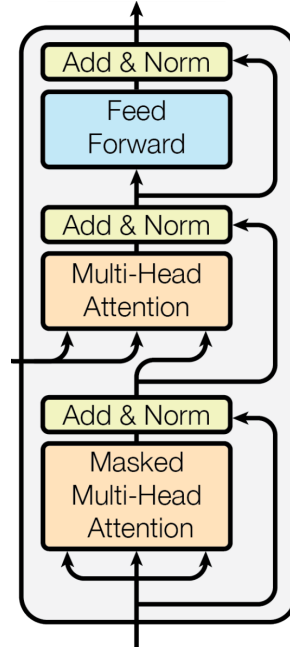 Add & Norm
Feed
Forward
Add & Norm
Multi-Head
Attention
Add & Norm
Masked
Multi-Head
Attention